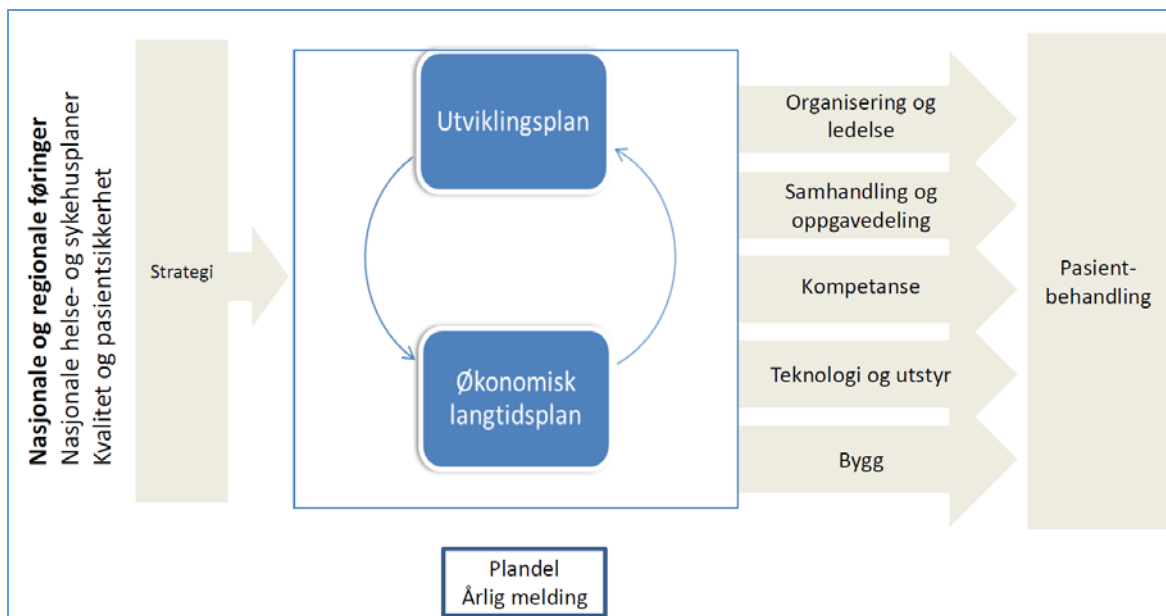 Nasjonale og regionale føringer
Nasjonale helse- og sykehusplaner
Kvalitet og pasientsikkerhet
Strategi
Utviklingsplan
Økonomisk
langtidsplan
Plandel
Årlig melding
Organisering og
ledelse
Samhandling og
oppgavedeling
Kompetanse
Teknologi og utstyr
Bygg
Pasient-
behandling